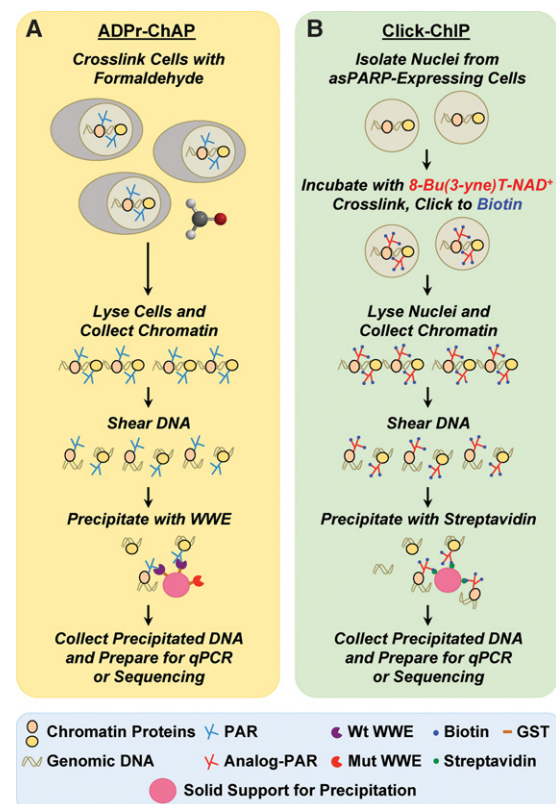 A
ADPr-ChAP
Crosslink Cells with
Formaldehyde
Lyse Cells and
Collect Chromatin
Shear DNA
Precipitate with WWE
Collect Precipitated DNA
and Prepare for qPCR
or Sequencing
B
Click-ChIP
Isolate Nuclei from
asPARP-Expressing Cells
Incubate with 8-Bu(3-yne)T-NAD⁺
Crosslink, Click to Biotin
Lyse Nuclei and
Collect Chromatin
Shear DNA
Precipitate with Streptavidin
Collect Precipitated DNA
and Prepare for qPCR
or Sequencing
Chromatin Proteins PAR Wt WWE Biotin GST
Genomic DNA Analog-PAR Mut WWE Streptavidin
Solid Support for Precipitation